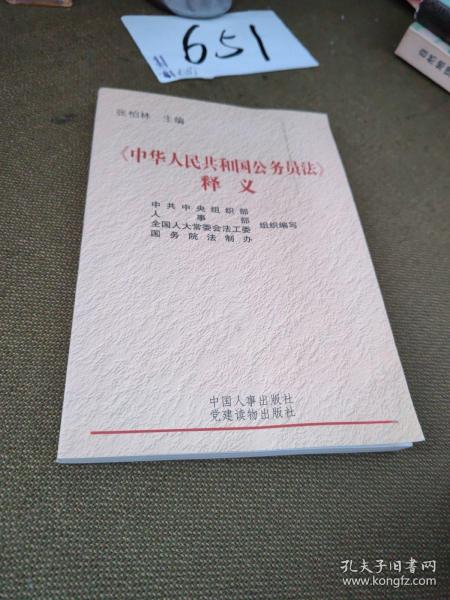 651
张柏林 主编
《中华人民共和国公务员法》
释义
中共中央组织部
人事部
全国人大常委会法工委
国务院法制办
组织编写
中国人事出版社
党建读物出版社
孔夫子旧书网
www.kongfz.com